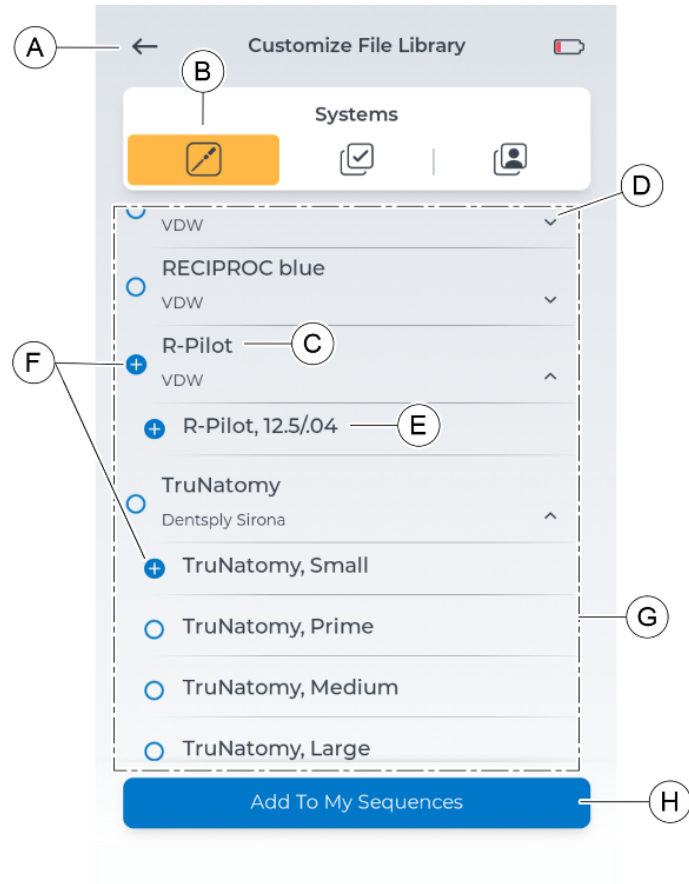 A
Customize File Library
B
Systems
D
VDW
RECIPROC blue
VDW
R-Pilot
C
F
VDW
R-Pilot, 12.5/.04
E
TruNatomy
Dentsply Sirona
TruNatomy, Small
G
TruNatomy, Prime
TruNatomy, Medium
TruNatomy, Large
Add To My Sequences
H